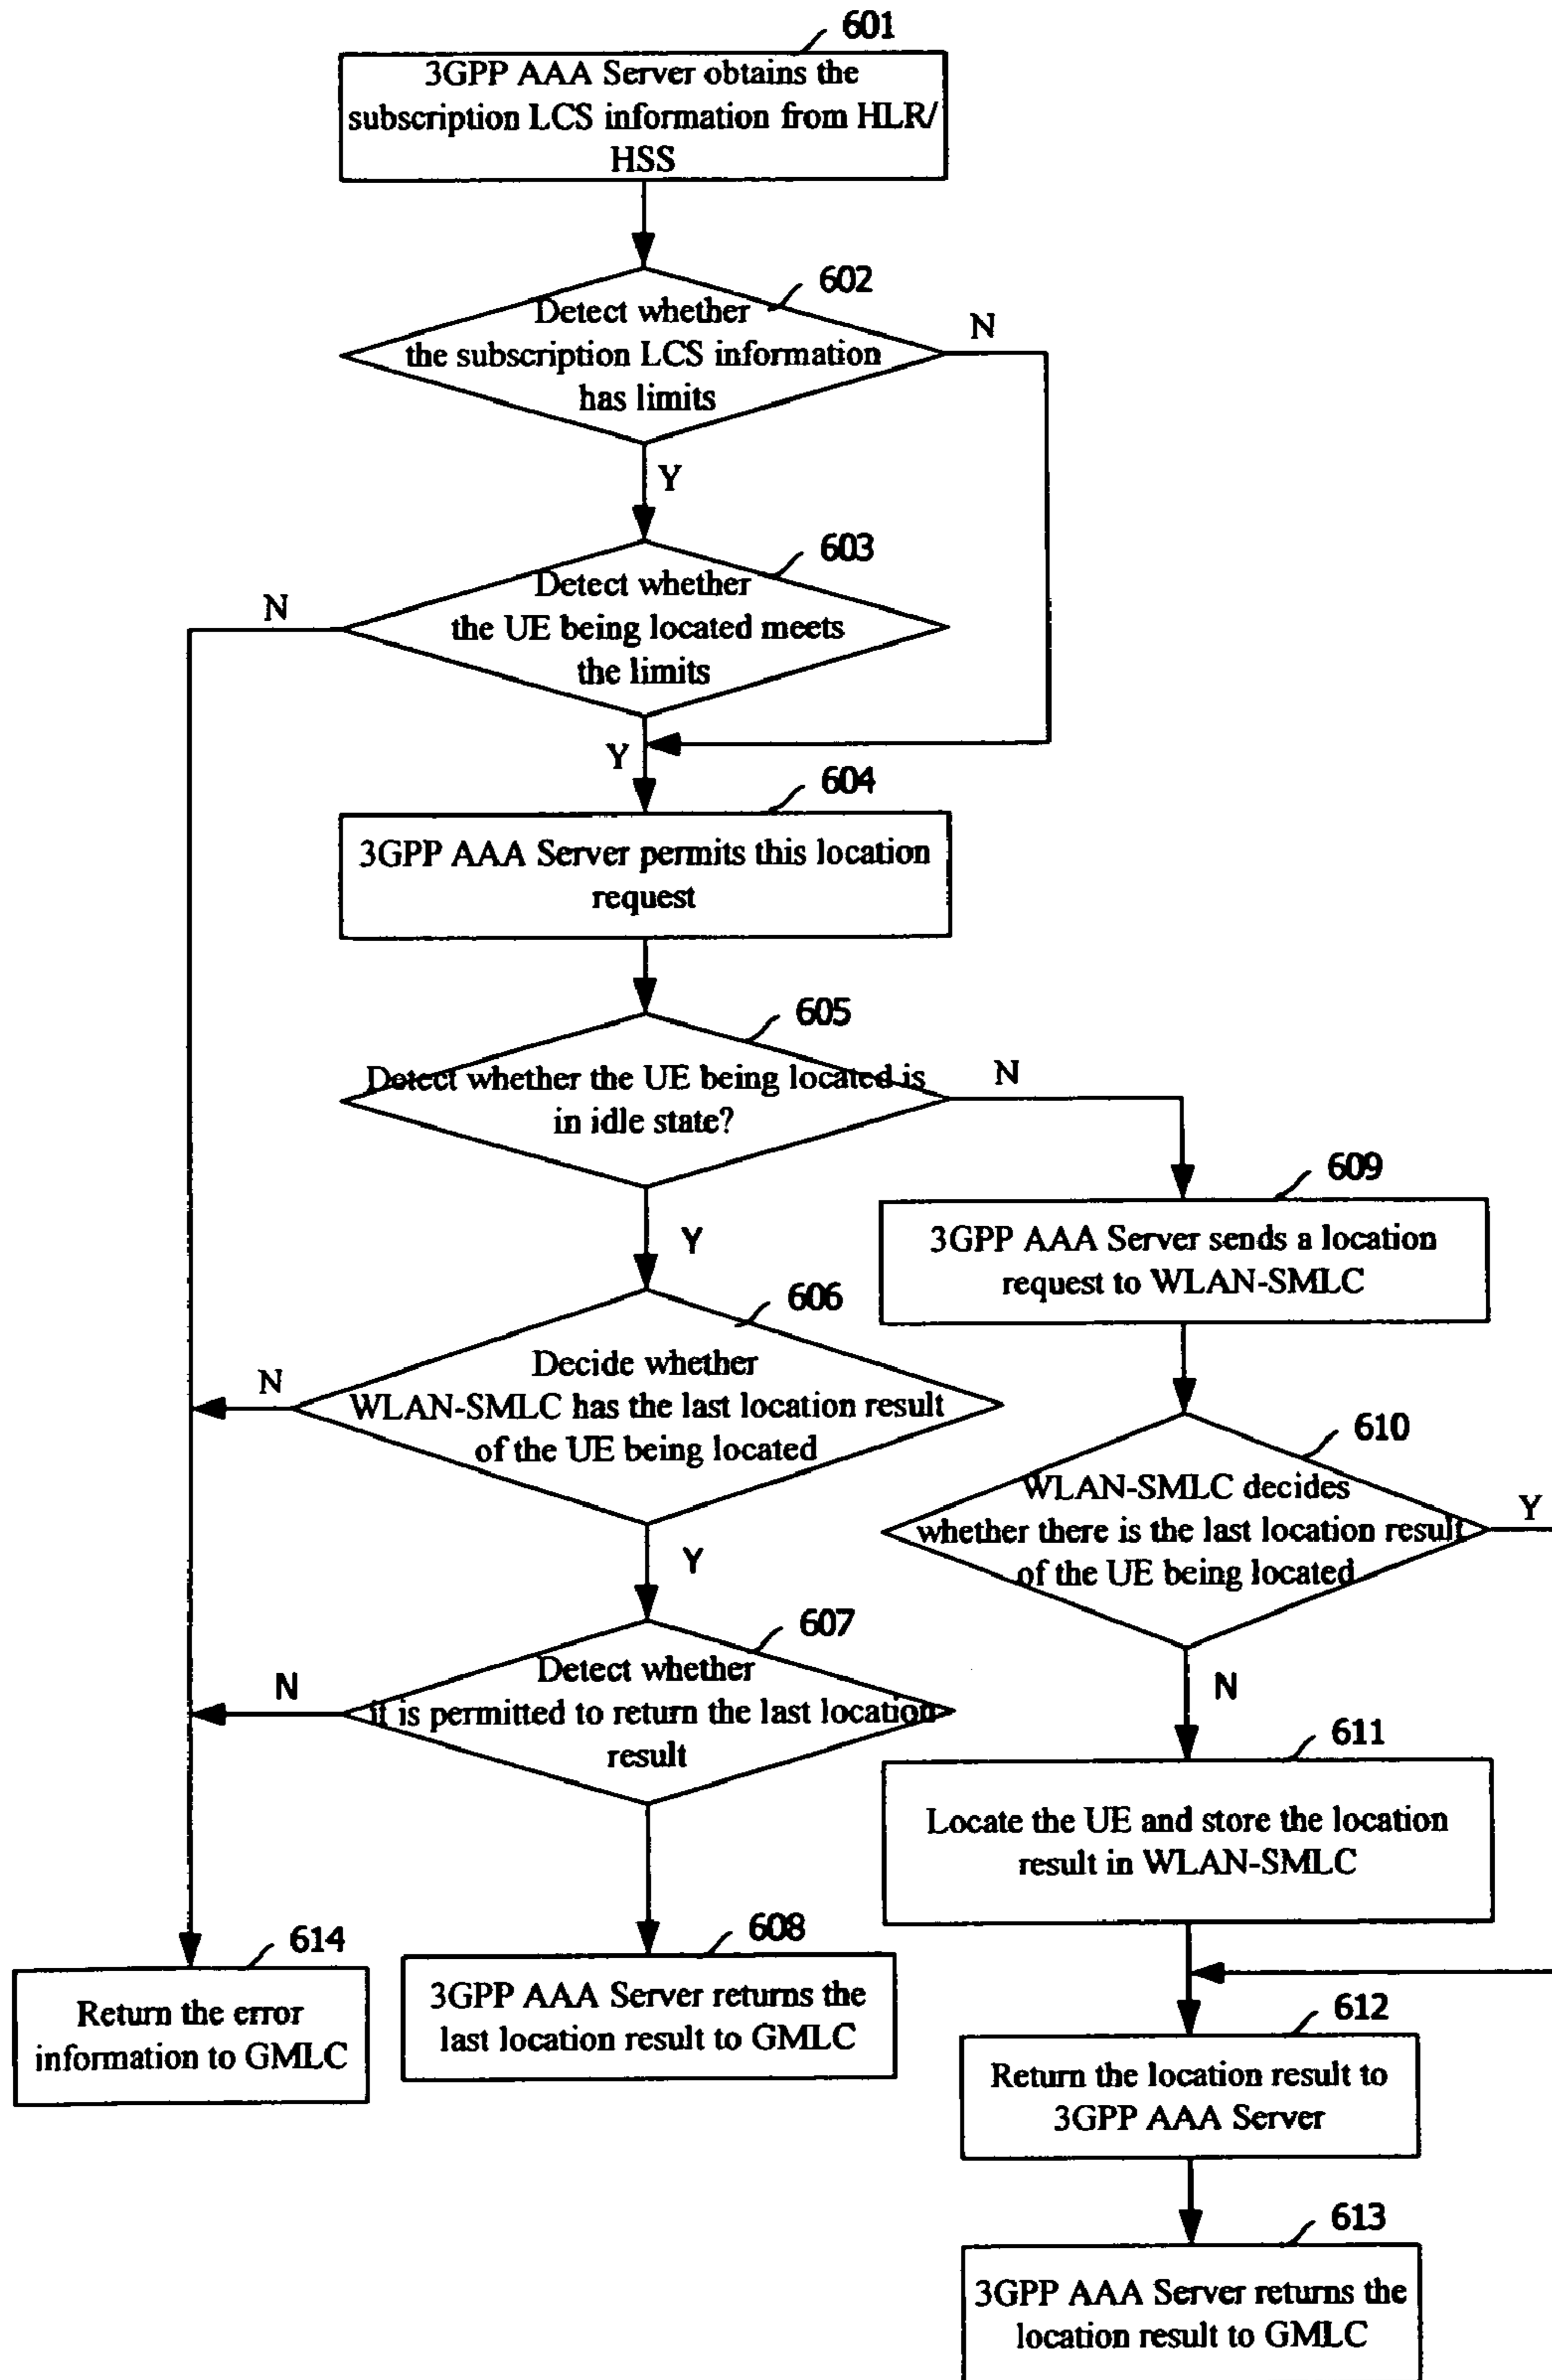 601
3GPP AAA Server obtains the
subscription LCS information from HLR/
HSS
602
Detect whether
the subscription LCS information
has limits
N
Y
603
Detect whether
the UE being located meets
the limits
N
Y
604
3GPP AAA Server permits this location
request
605
Detect whether the UE being located is
in idle state?
N
Y
609
3GPP AAA Server sends a location
request to WLAN-SMLC
606
Decide whether
WLAN-SMLC has the last location result
of the UE being located
N
Y
610
WLAN-SMLC decides
whether there is the last location result
of the UE being located
Y
N
607
Detect whether
it is permitted to return the last location
result
N
611
Locate the UE and store the location
result in WLAN-SMLC
614
Return the error
information to GMLC
608
3GPP AAA Server returns the
last location result to GMLC
612
Return the location result to
3GPP AAA Server
613
3GPP AAA Server returns the
location result to GMLC